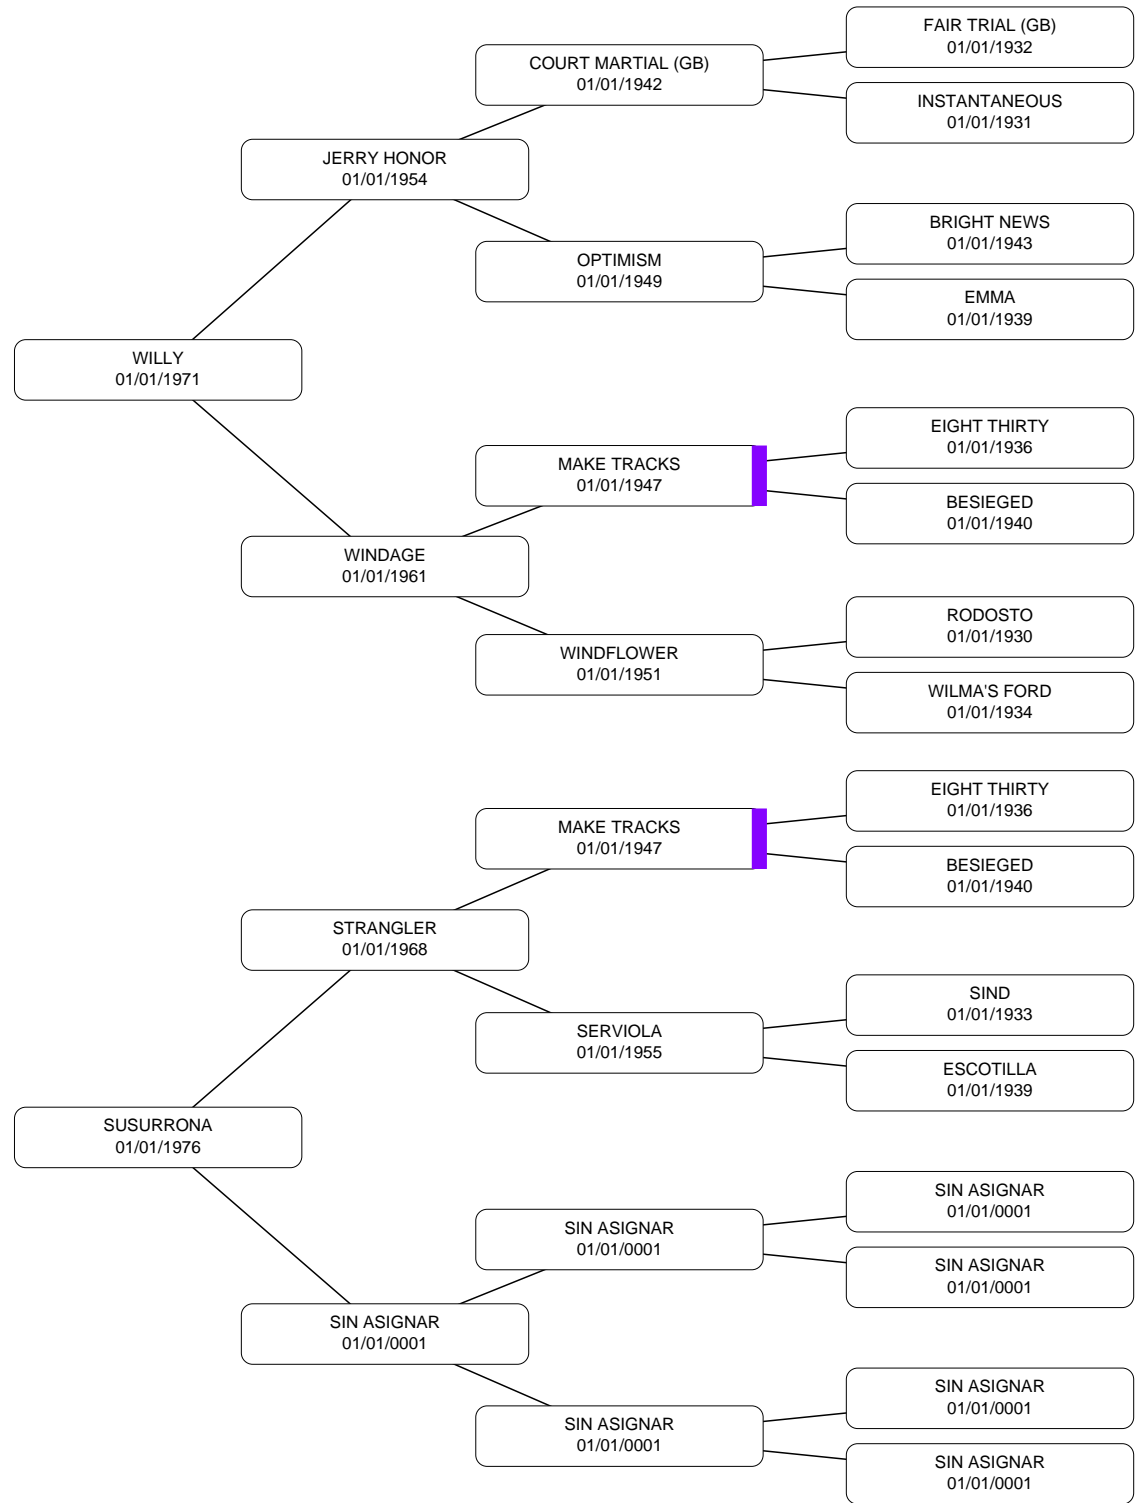 FAIR TRIAL (GB)
01/01/1932
COURT MARTIAL (GB)
01/01/1942
INSTANTANEOUS
01/01/1931
JERRY HONOR
01/01/1954
BRIGHT NEWS
01/01/1943
OPTIMISM
01/01/1949
EMMA
01/01/1939
WILLY
01/01/1971
EIGHT THIRTY
01/01/1936
MAKE TRACKS
01/01/1947
BESIEGED
01/01/1940
WINDAGE
01/01/1961
RODOSTO
01/01/1930
WINDFLOWER
01/01/1951
WILMA'S FORD
01/01/1934
EIGHT THIRTY
01/01/1936
MAKE TRACKS
01/01/1947
BESIEGED
01/01/1940
STRANGLER
01/01/1968
SIND
01/01/1933
SERVIOLA
01/01/1955
ESCOTILLA
01/01/1939
SUSURRONA
01/01/1976
SIN ASIGNAR
01/01/0001
SIN ASIGNAR
01/01/0001
SIN ASIGNAR
01/01/0001
SIN ASIGNAR
01/01/0001
SIN ASIGNAR
01/01/0001
SIN ASIGNAR
01/01/0001
SIN ASIGNAR
01/01/0001